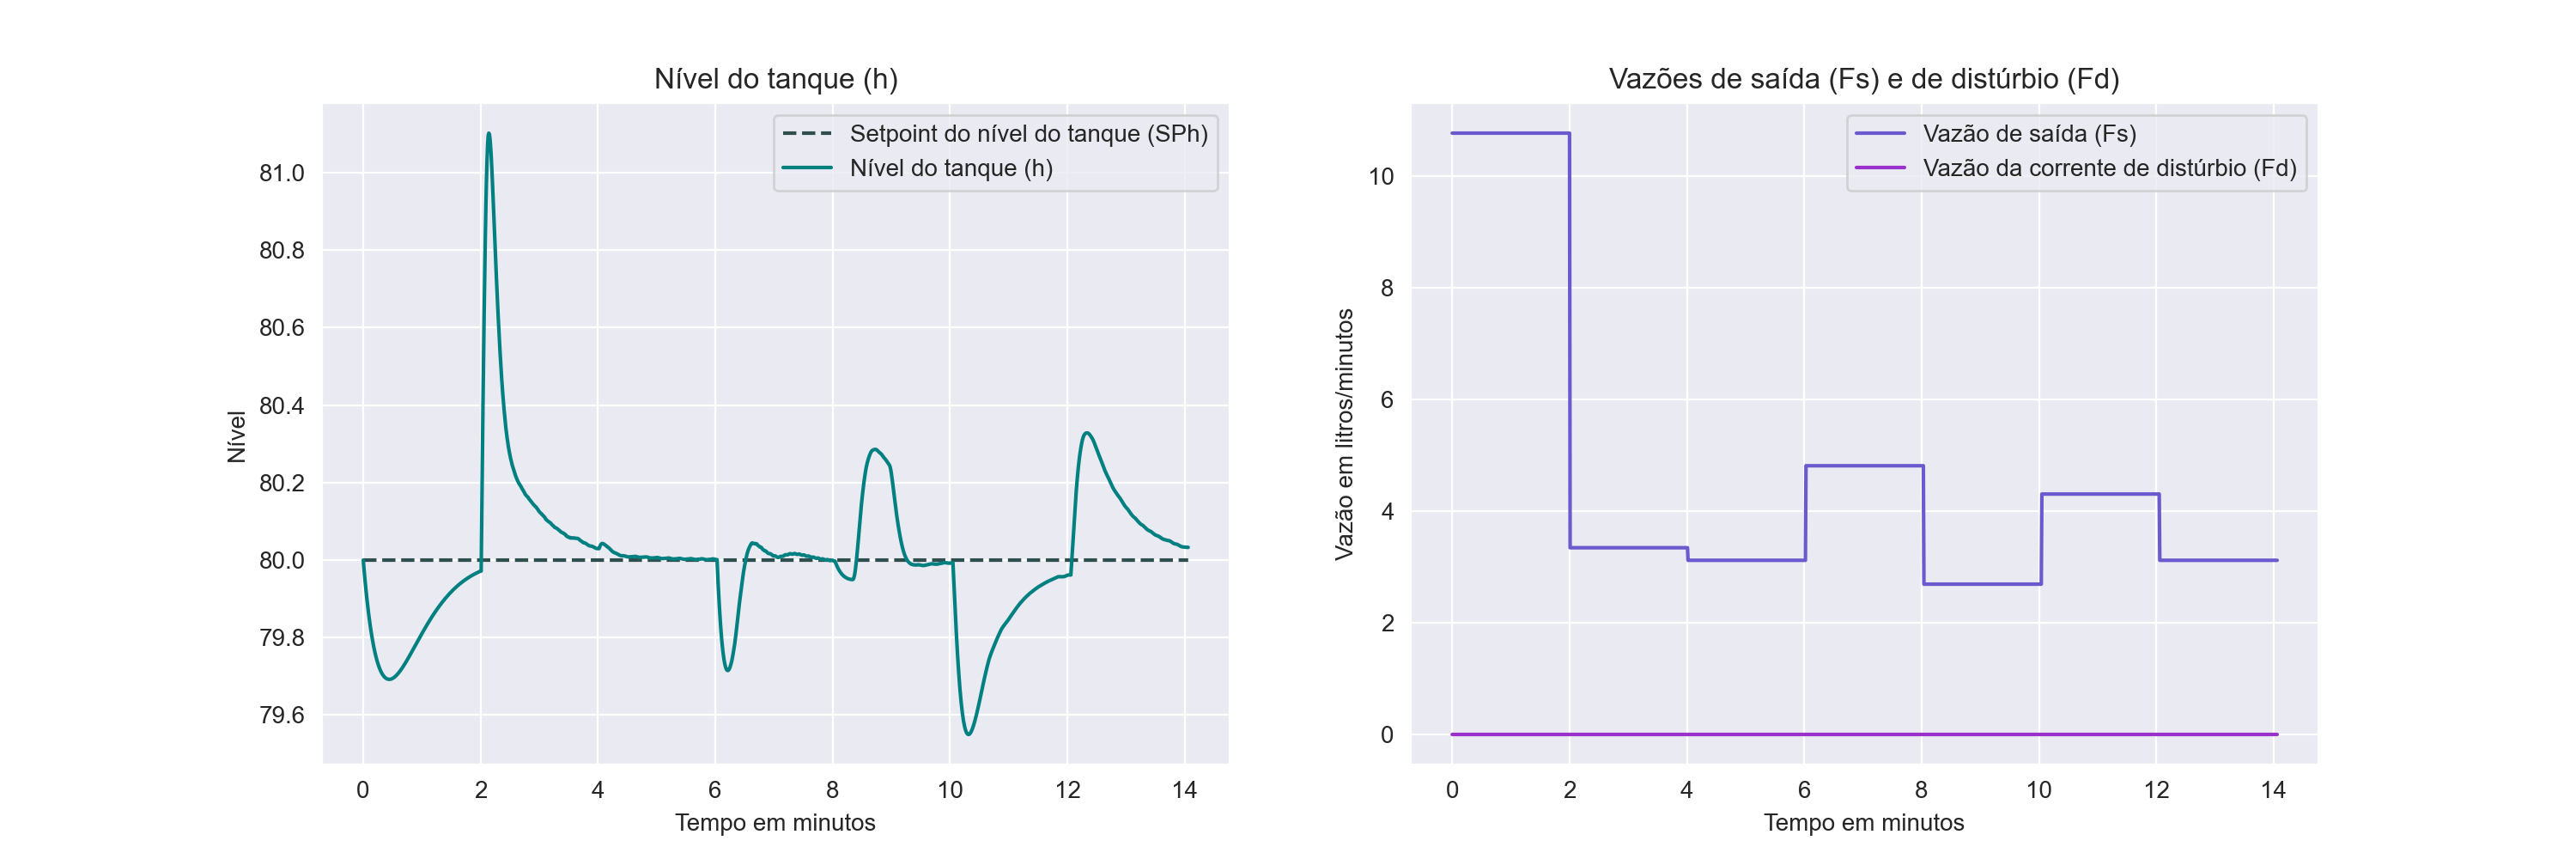 Nível do tanque (h)
Setpoint do nível do tanque (SPh)
Nível do tanque (h)
81.0
80.8
80.6
80.4
80.2
80.0
79.8
79.6
Nível
0 2 4 6 8 10 12 14
Tempo em minutos
Vazões de saída (Fs) e de distúrbio (Fd)
Vazão de saída (Fs)
Vazão da corrente de distúrbio (Fd)
10
8
6
4
2
0
Vazão em litros/minutos
0 2 4 6 8 10 12 14
Tempo em minutos